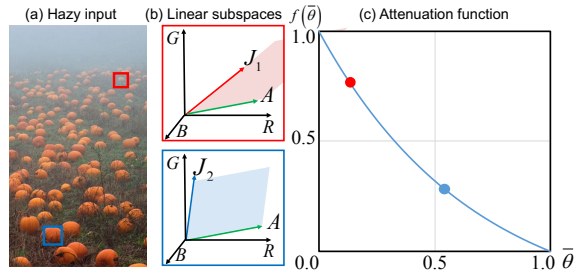 (a) Hazy input
(b) Linear subspaces
f(θ̅)
(c) Attenuation function
G
J₁
A
B
R
G
J₂
A
B
R
1.0
0.5
0.0
0.5
1.0
θ̅